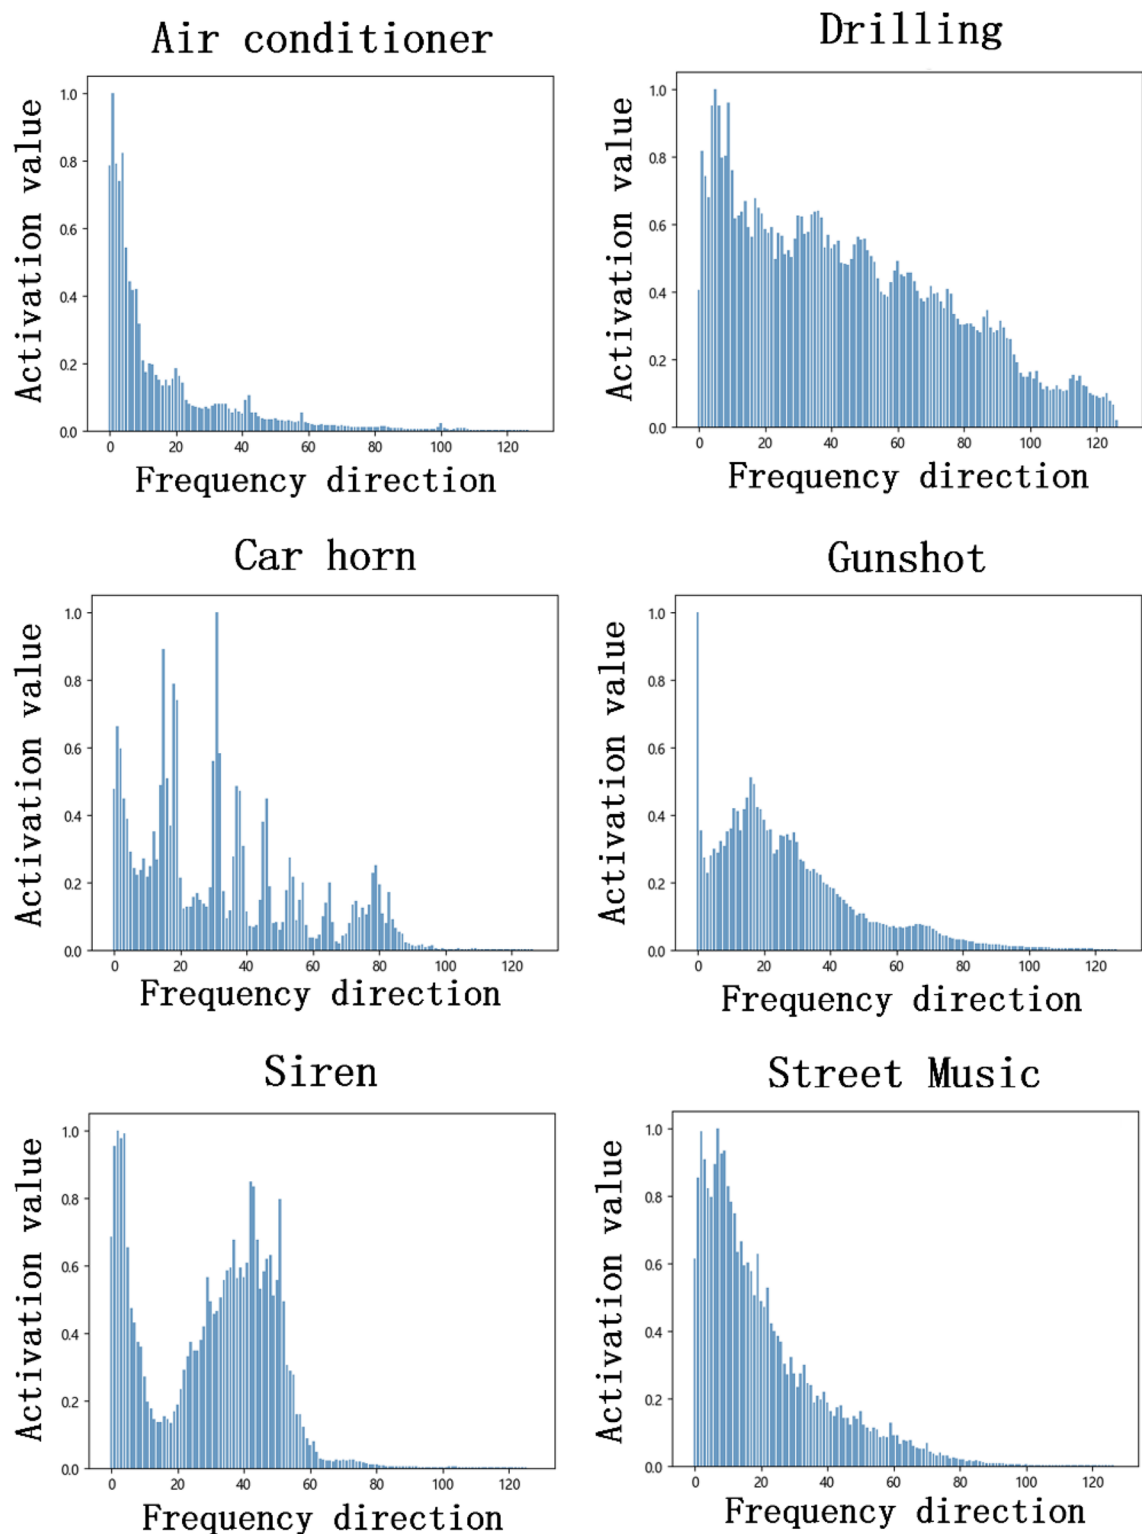 Air conditioner
Activation value
1.0
0.8
0.6
0.4
0.2
0.0
0 20 40 60 80 100 120
Frequency direction
Drilling
Activation value
1.0
0.8
0.6
0.4
0.2
0.0
0 20 40 60 80 100 120
Frequency direction
Car horn
Activation value
1.0
0.8
0.6
0.4
0.2
0.0
0 20 40 60 80 100 120
Frequency direction
Gunshot
Activation value
1.0
0.8
0.6
0.4
0.2
0.0
0 20 40 60 80 100 120
Frequency direction
Siren
Activation value
1.0
0.8
0.6
0.4
0.2
0.0
0 20 40 60 80 100 120
Frequency direction
Street Music
Activation value
1.0
0.8
0.6
0.4
0.2
0.0
0 20 40 60 80 100 120
Frequency direction